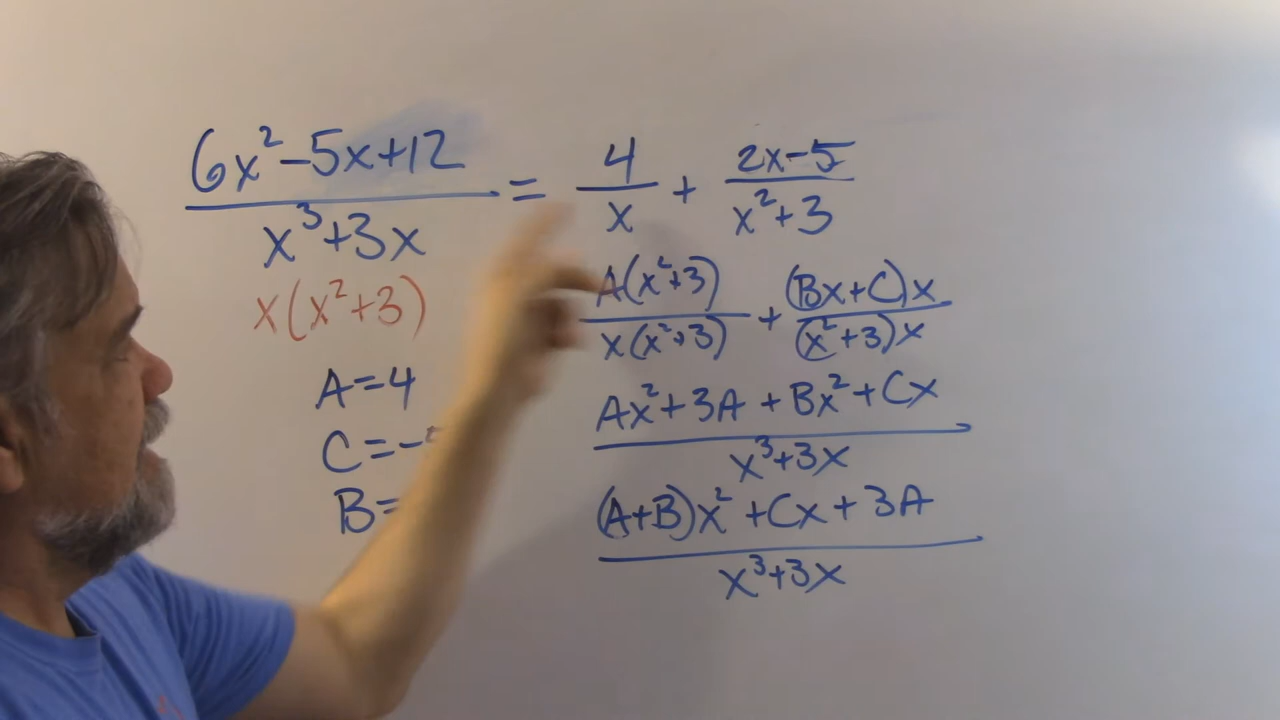 6x²-5x+12 / x³+3x = 4/x + 2x-5 / x²+3
x(x²+3)
A(x²+3) / x(x²+3) + (Bx+C)x / (x²+3)x
A=4
Ax²+3A+Bx²+Cx / x³+3x
C=-
(A+B)x²+Cx+3A / x³+3x
B=